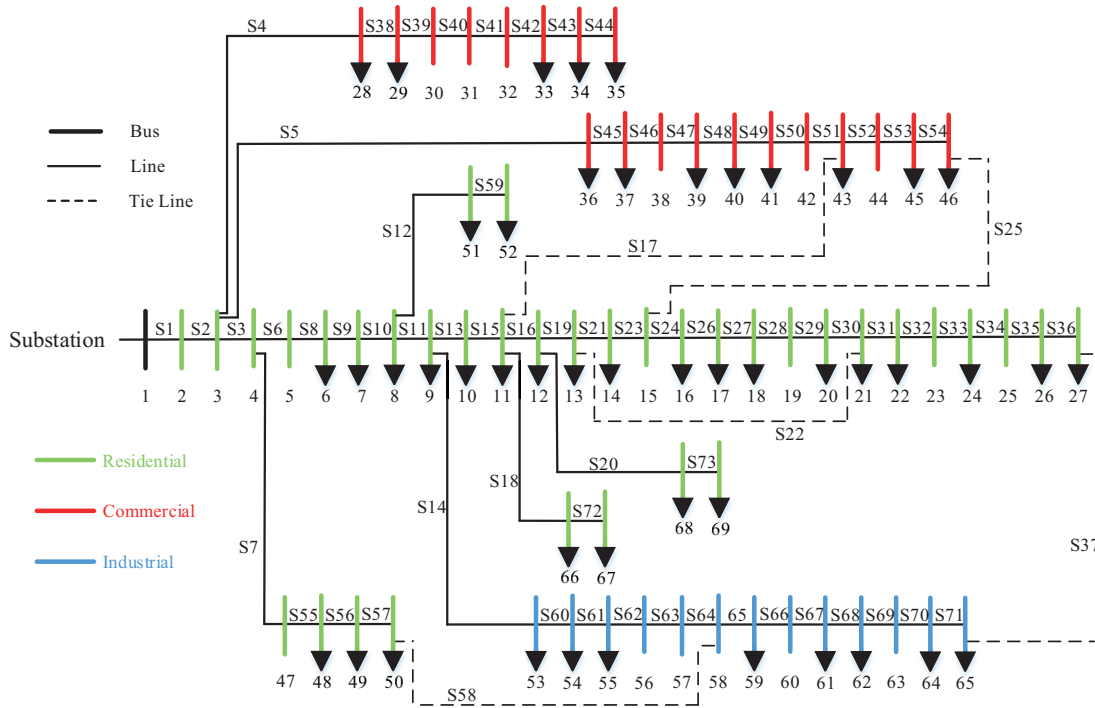 S4 S38 S39 S40 S41 S42 S43 S44
28 29 30 31 32 33 34 35
Bus
S5 S45 S46 S47 S48 S49 S50 S51 S52 S53 S54
Line
S59
Tie Line
36 37 38 39 40 41 42 43 44 45 46
S12
51 52
S17
S25
Substation
S1 S2 S3 S6 S8 S9 S10 S11 S13 S15 S16 S19 S21 S23 S24 S26 S27 S28 S29 S30 S31 S32 S33 S34 S35 S36
1 2 3 4 5 6 7 8 9 10 11 12 13 14 15 16 17 18 19 20 21 22 23 24 25 26 27
S22
Residential
S20 S73
S18
68 69
S14
Commercial
S72
S7
Industrial
66 67
S37
S55 S56 S57
S60 S61 S62 S63 S64 65 S66 S67 S68 S69 S70 S71
47 48 49 50
53 54 55 56 57 58 59 60 61 62 63 64 65
S58